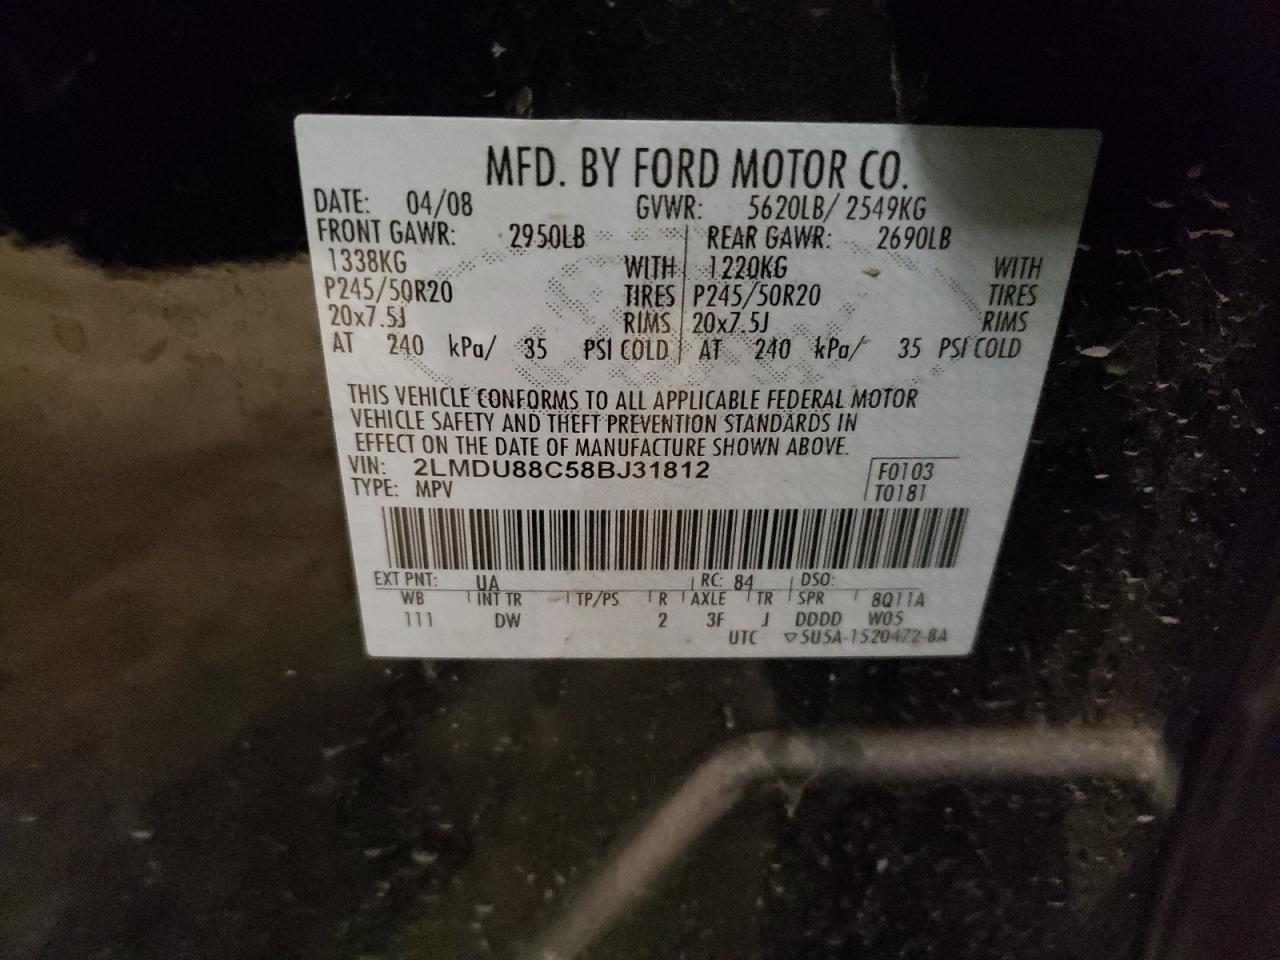 MFD. BY FORD MOTOR CO.
DATE: 04/08 GVWR: 5620LB/ 2549KG
FRONT GAWR: 2950LB REAR GAWR: 2690LB
1338KG WITH 1220KG WITH
P245/50R20 TIRES P245/50R20 TIRES
20x7.5J RIMS 20x7.5J RIMS
AT 240 kPa/ 35 PSI COLD AT 240 kPa/ 35 PSI COLD
THIS VEHICLE CONFORMS TO ALL APPLICABLE FEDERAL MOTOR
VEHICLE SAFETY AND THEFT PREVENTION STANDARDS IN
EFFECT ON THE DATE OF MANUFACTURE SHOWN ABOVE.
VIN: 2LMDU88C58BJ31812 F0103
TYPE: MPV T0181
EXT PNT: UA RC: 84 DSO:
WB INT TR TP/PS R AXLE TR SPR 8Q11A
111 DW 2 3F J DDDD W05
UTC ▽5U5A-1520472-BA